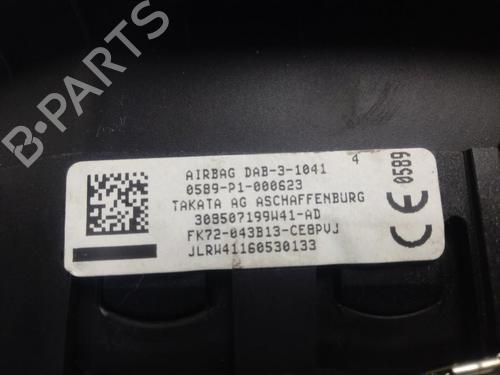 AIRBAG DAB-3-1041 4
0589-P1-000623
TAKATA AG ASCHAFFENBURG
308507199W41-AD
FK72-043B13-CE8PVJ
JLRW41160530133
CE 0589
B-PARTS